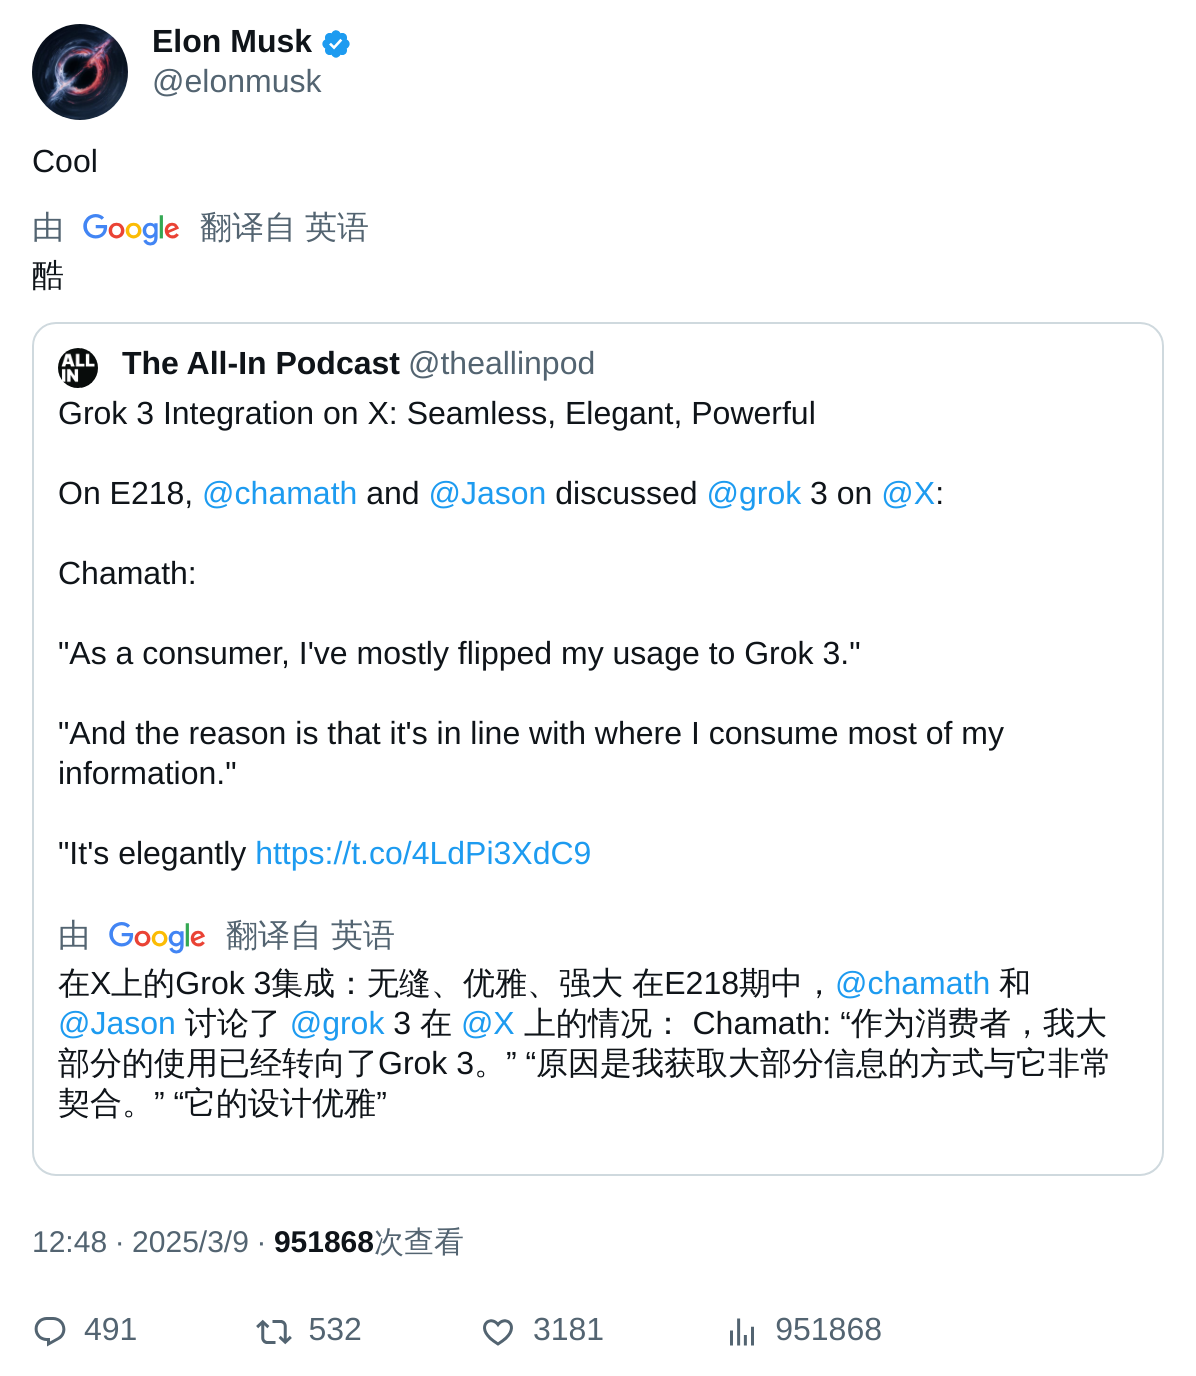 Elon Musk
@elonmusk
Cool
由 Google 翻译自 英语
酷
ALL
IN
The All-In Podcast @theallinpod
Grok 3 Integration on X: Seamless, Elegant, Powerful
On E218, @chamath and @Jason discussed @grok 3 on @X:
Chamath:
"As a consumer, I've mostly flipped my usage to Grok 3."
"And the reason is that it's in line with where I consume most of my
information."
"It's elegantly https://t.co/4LdPi3XdC9
由 Google 翻译自 英语
在X上的Grok 3集成：无缝、优雅、强大 在E218期中，@chamath 和
@Jason 讨论了 @grok 3 在 @X 上的情况： Chamath: “作为消费者，我大
部分的使用已经转向了Grok 3。” “原因是我获取大部分信息的方式与它非常
契合。” “它的设计优雅”
12:48 · 2025/3/9 · 951868次查看
491 532 3181 951868